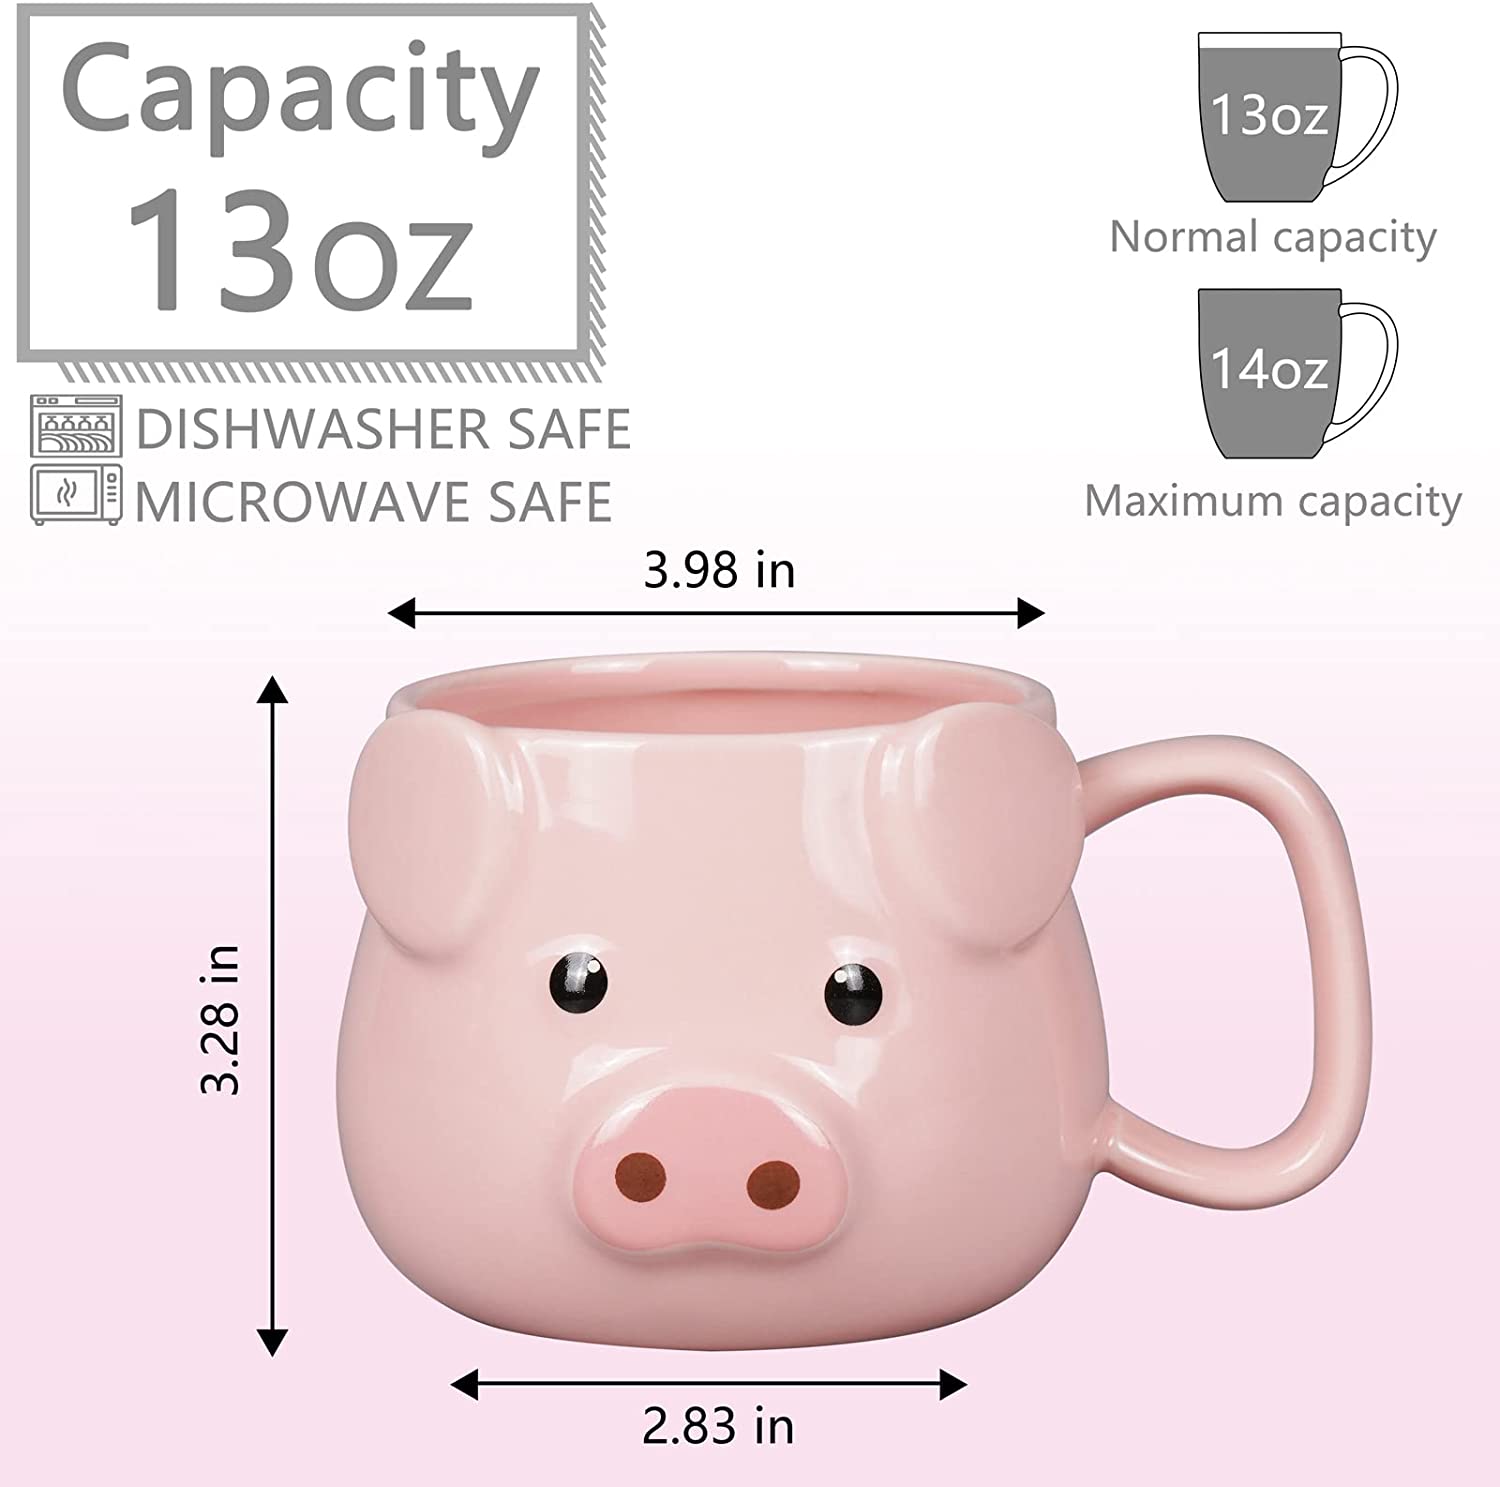 Capacity
13oz
DISHWASHER SAFE
MICROWAVE SAFE
13oz
Normal capacity
14oz
Maximum capacity
3.98 in
3.28 in
2.83 in